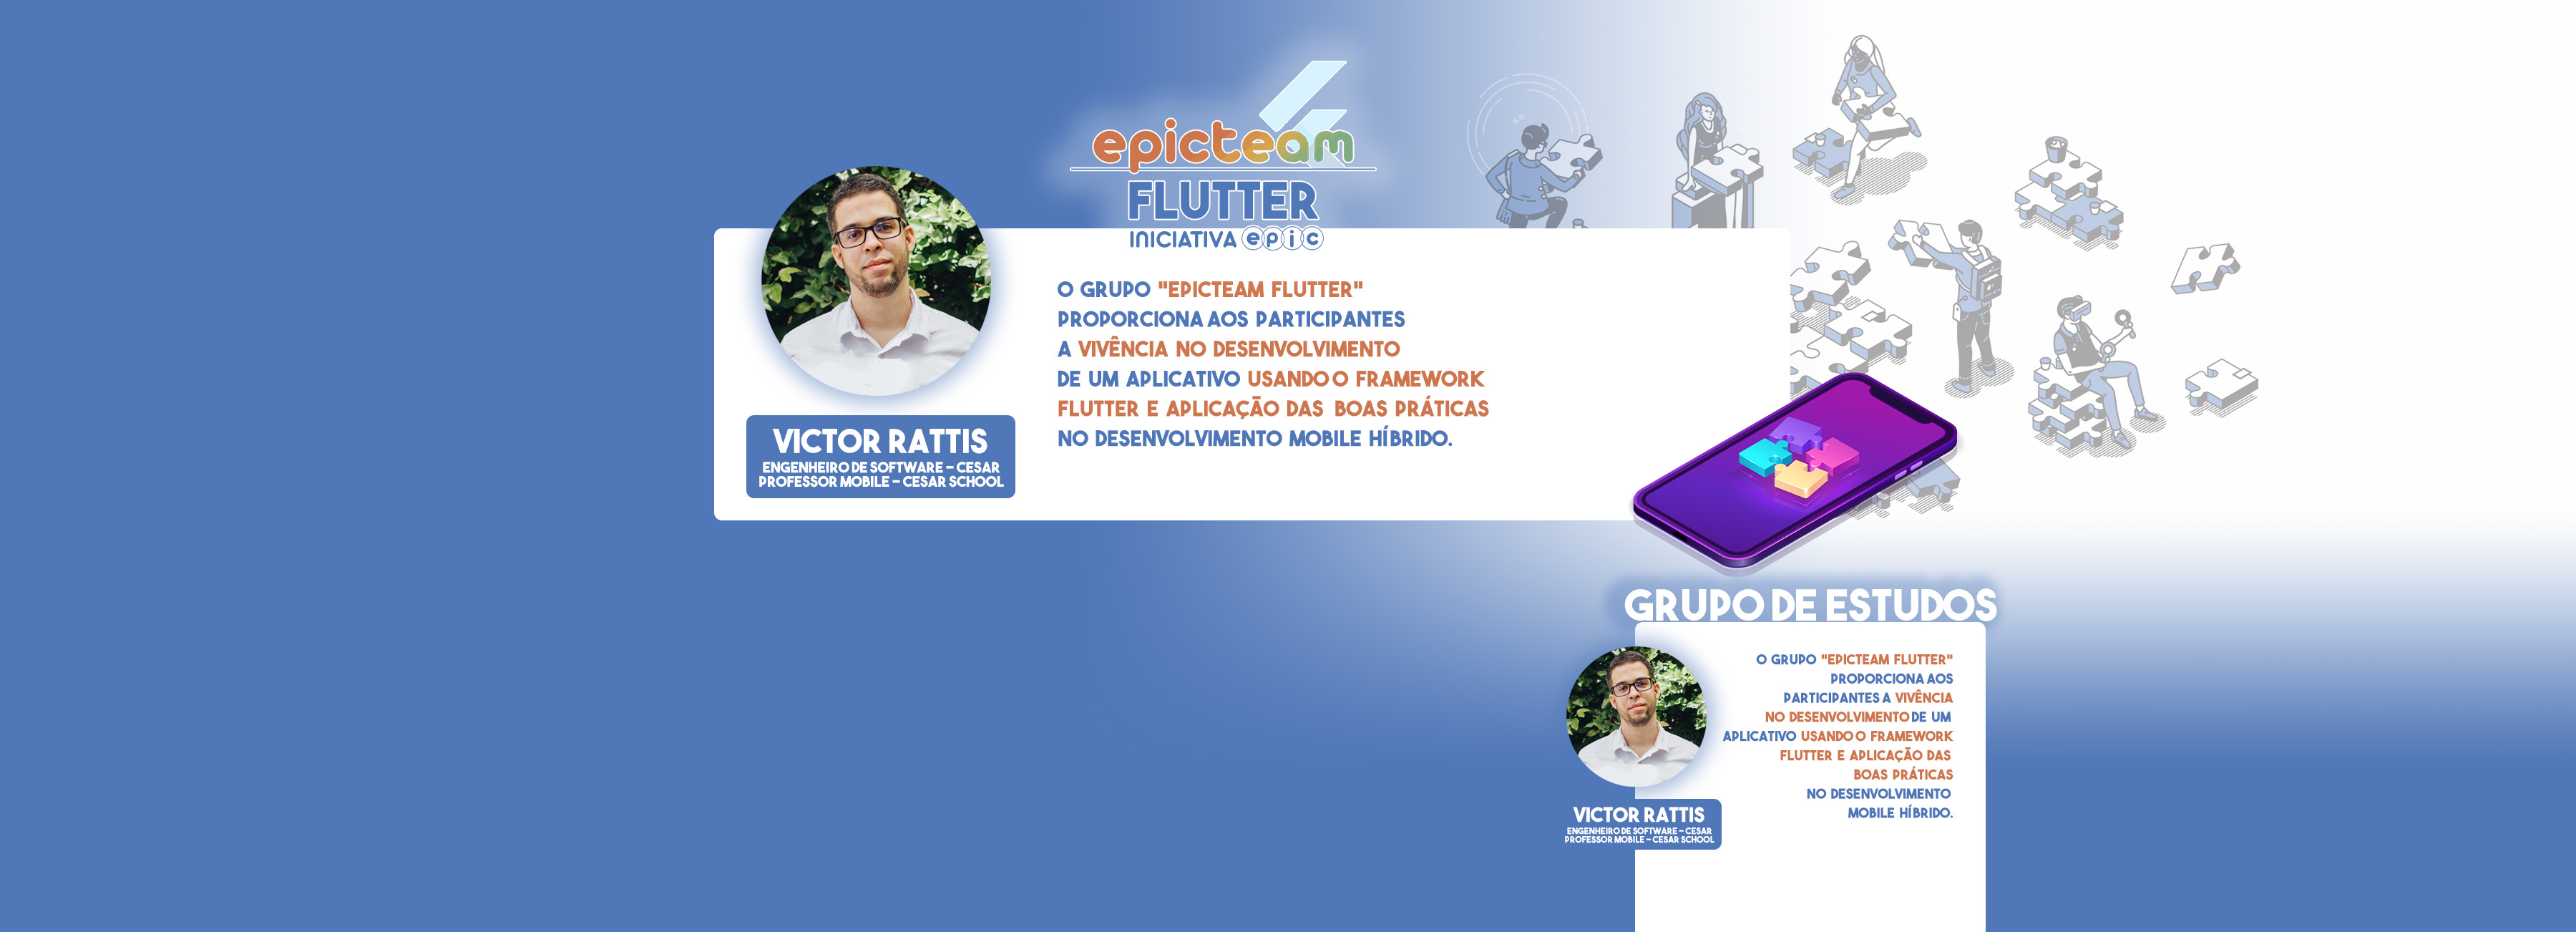 epicteam
FLUTTER
INICIATIVA epic
O GRUPO "EPICTEAM FLUTTER"
PROPORCIONA AOS PARTICIPANTES
A VIVÊNCIA NO DESENVOLVIMENTO
DE UM APLICATIVO USANDO O FRAMEWORK
FLUTTER E APLICAÇÃO DAS BOAS PRÁTICAS
NO DESENVOLVIMENTO MOBILE HÍBRIDO.
VICTOR RATTIS
ENGENHEIRO DE SOFTWARE - CESAR
PROFESSOR MOBILE - CESAR SCHOOL
GRUPO DE ESTUDOS
O GRUPO "EPICTEAM FLUTTER"
PROPORCIONA AOS
PARTICIPANTES A VIVÊNCIA
NO DESENVOLVIMENTO DE UM
APLICATIVO USANDO O FRAMEWORK
FLUTTER E APLICAÇÃO DAS
BOAS PRÁTICAS
NO DESENVOLVIMENTO
MOBILE HÍBRIDO.
VICTOR RATTIS
ENGENHEIRO DE SOFTWARE - CESAR
PROFESSOR MOBILE - CESAR SCHOOL